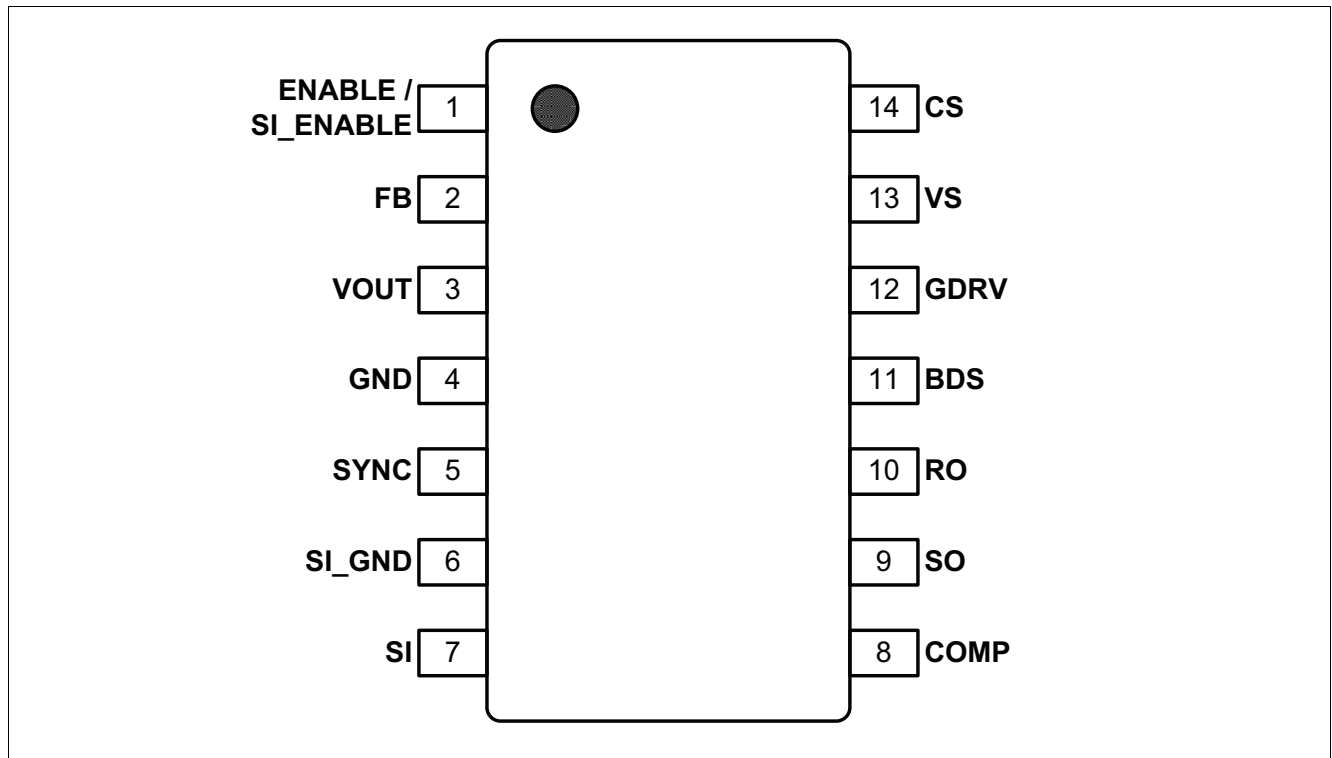 ENABLE /
SI_ENABLE 1
FB 2
VOUT 3
GND 4
SYNC 5
SI_GND 6
SI 7
14 CS
13 VS
12 GDRV
11 BDS
10 RO
9 SO
8 COMP